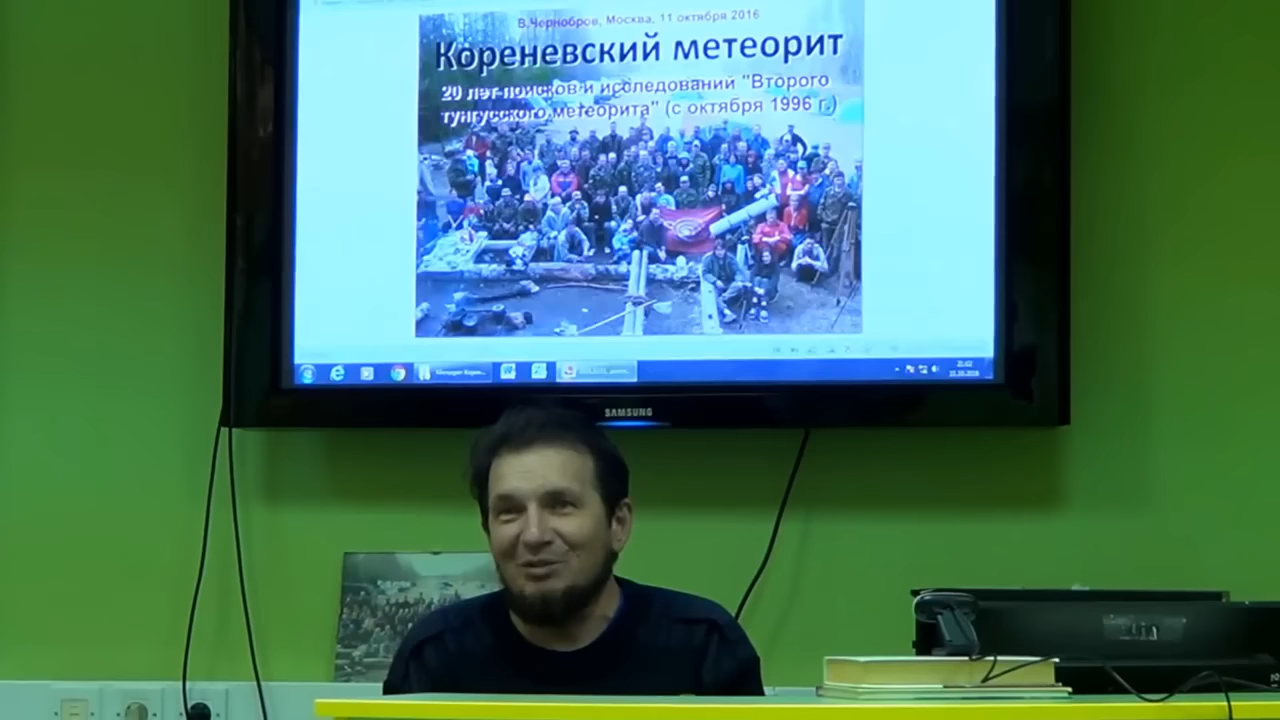 В.Чернобров, Москва, 11 октября 2016
Кореневский метеорит
20 лет поисков и исследований "Второго
тунгусского метеорита" (с октября 1996 г.)
SAMSUNG